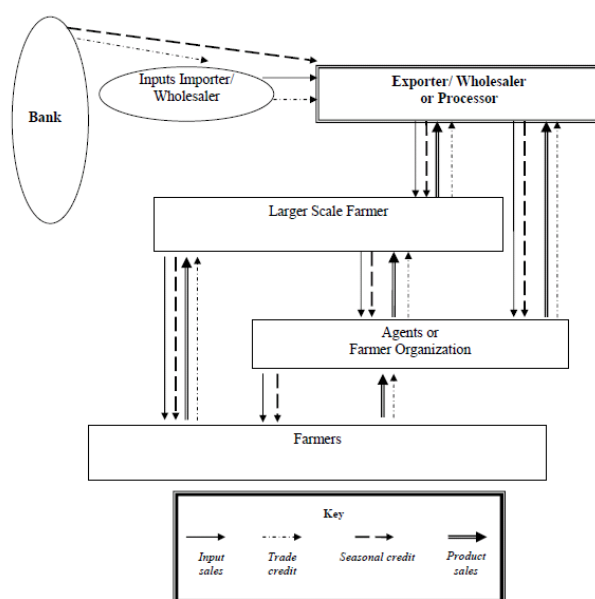 Bank
Inputs Importer/
Wholesaler
Exporter/ Wholesaler
or Processor
Larger Scale Farmer
Agents or
Farmer Organization
Farmers
Key
Input
sales
Trade
credit
Seasonal credit
Product
sales